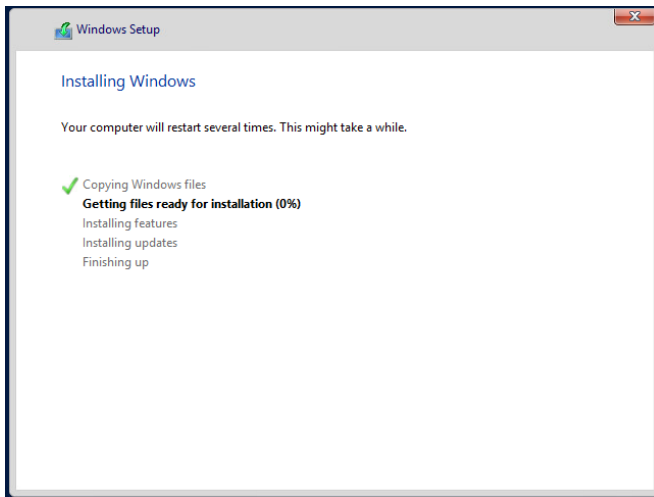 Windows Setup
Installing Windows
Your computer will restart several times. This might take a while.
Copying Windows files
Getting files ready for installation (0%)
Installing features
Installing updates
Finishing up